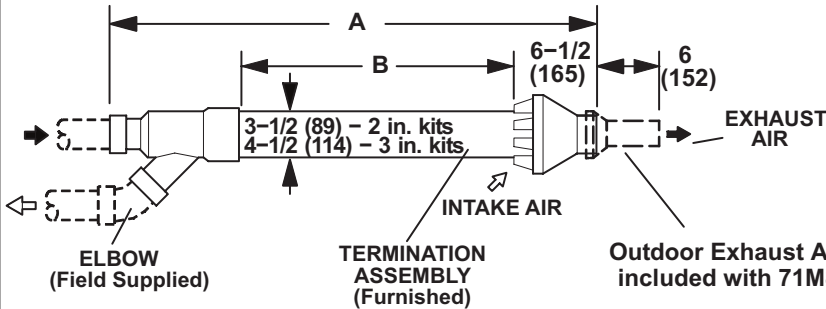 A
B
6−1/2
(165)
6
(152)
3−1/2 (89) − 2 in. kits
4−1/2 (114) − 3 in. kits
EXHAUST
AIR
INTAKE AIR
ELBOW
(Field Supplied)
TERMINATION
ASSEMBLY
(Furnished)
Outdoor Exhaust A
included with 71M